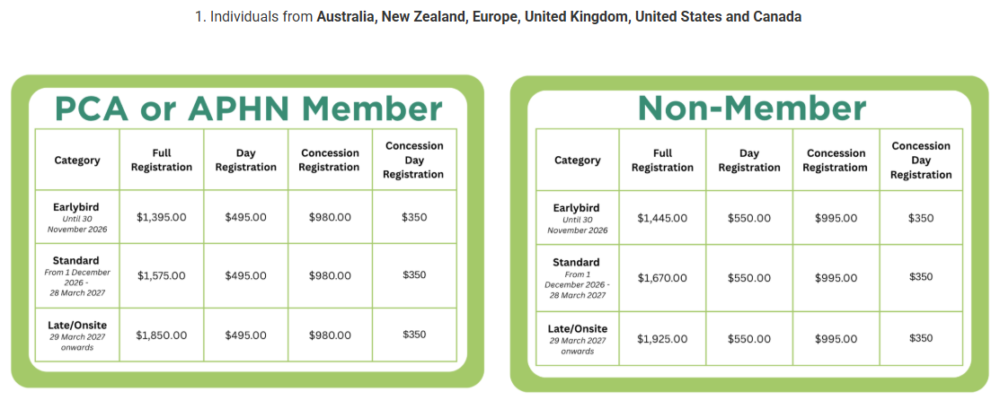 1. Individuals from Australia, New Zealand, Europe, United Kingdom, United States and Canada
PCA or APHN Member
Category
Full
Registration
Day
Registration
Concession
Registration
Concession
Day
Registration
Earlybird
Until 30
November 2026
$1,395.00
$495.00
$980.00
$350
Standard
From 1 December
2026 -
28 March 2027
$1,575.00
$495.00
$980.00
$350
Late/Onsite
29 March 2027
onwards
$1,850.00
$495.00
$980.00
$350
Non-Member
Category
Full
Registration
Day
Registration
Concession
Registratiom
Concession
Day
Registration
Earlybird
Until 30
November 2026
$1,445.00
$550.00
$995.00
$350
Standard
From 1
December 2026 -
28 March 2027
$1,670.00
$550.00
$995.00
$350
Late/Onsite
29 March 2027
onwards
$1,925.00
$550.00
$995.00
$350